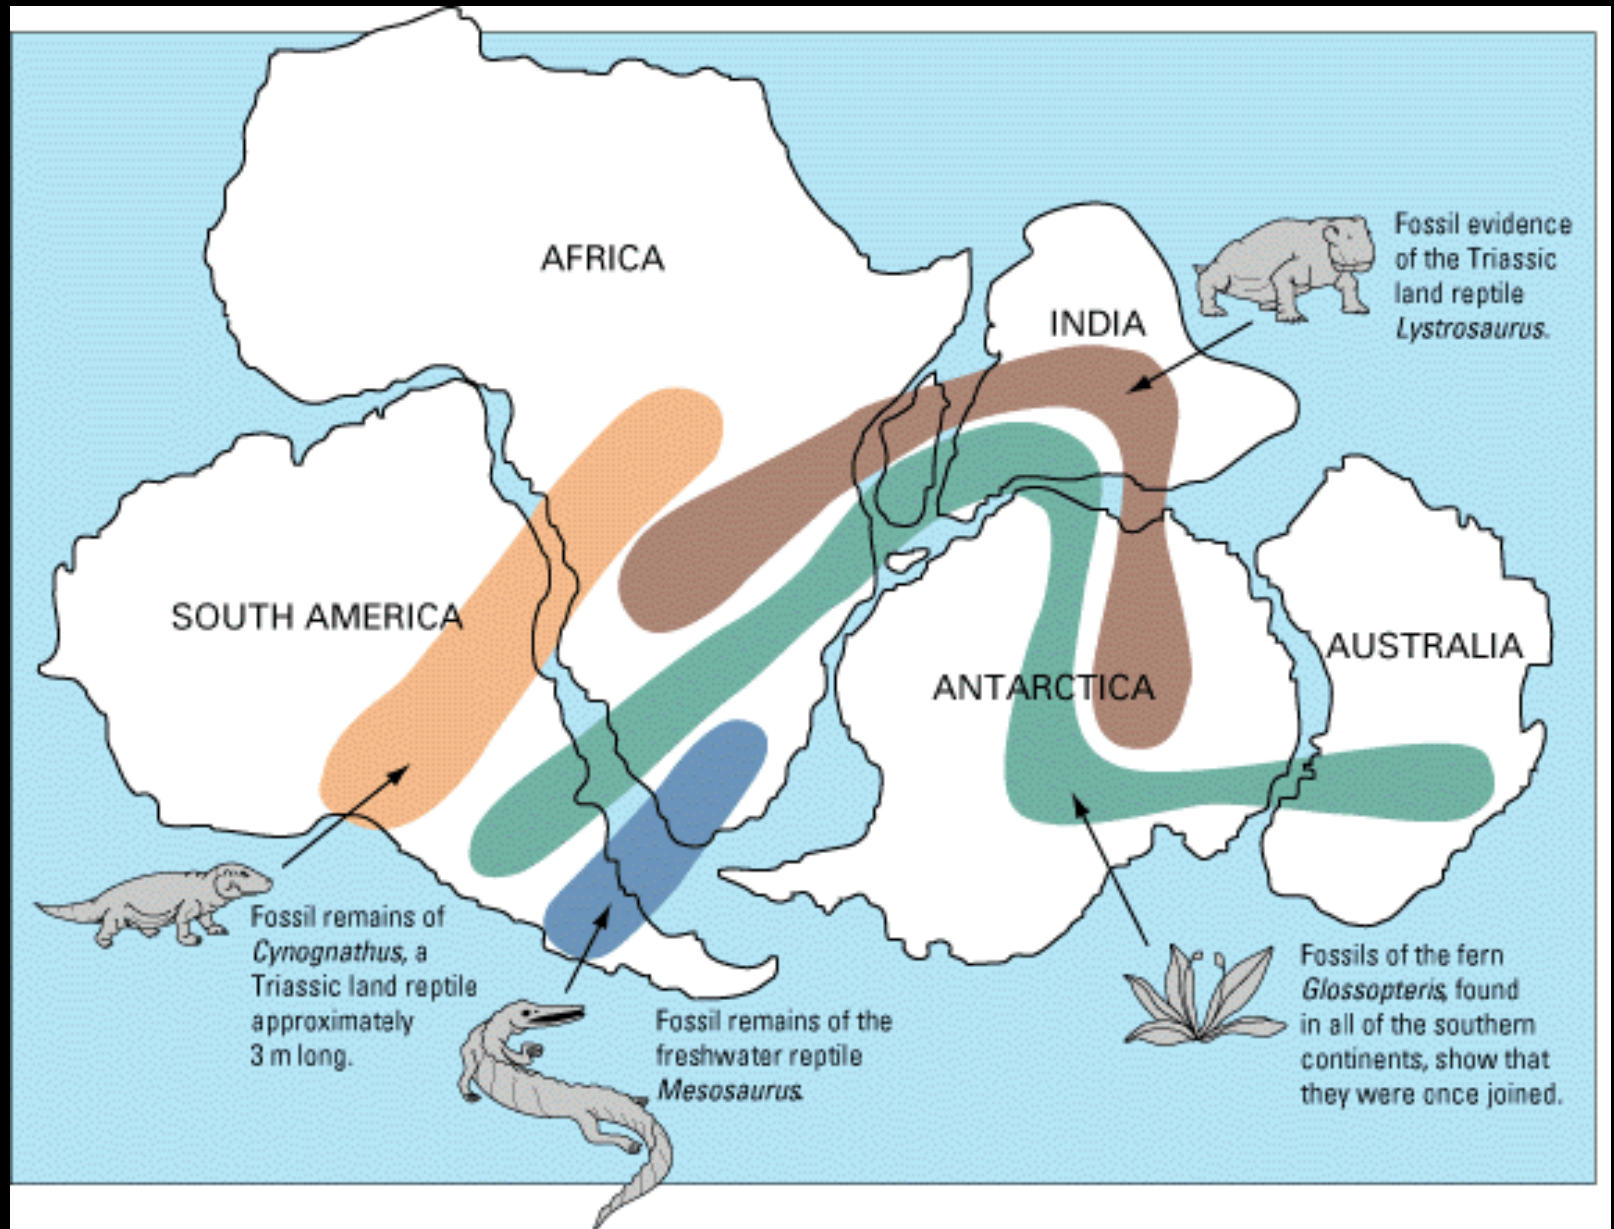 AFRICA
INDIA
Fossil evidence
of the Triassic
land reptile
Lystrosaurus.
SOUTH AMERICA
ANTARCTICA
AUSTRALIA
Fossil remains of
Cynognathus, a
Triassic land reptile
approximately
3 m long.
Fossil remains of the
freshwater reptile
Mesosaurus.
Fossils of the fern
Glossopteris, found
in all of the southern
continents, show that
they were once joined.